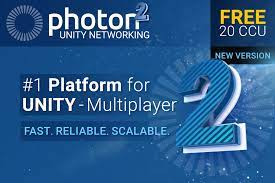 photon2
UNITY NETWORKING
FREE
20 CCU
NEW VERSION
#1 Platform for
UNITY - Multiplayer
FAST. RELIABLE. SCALABLE.
2